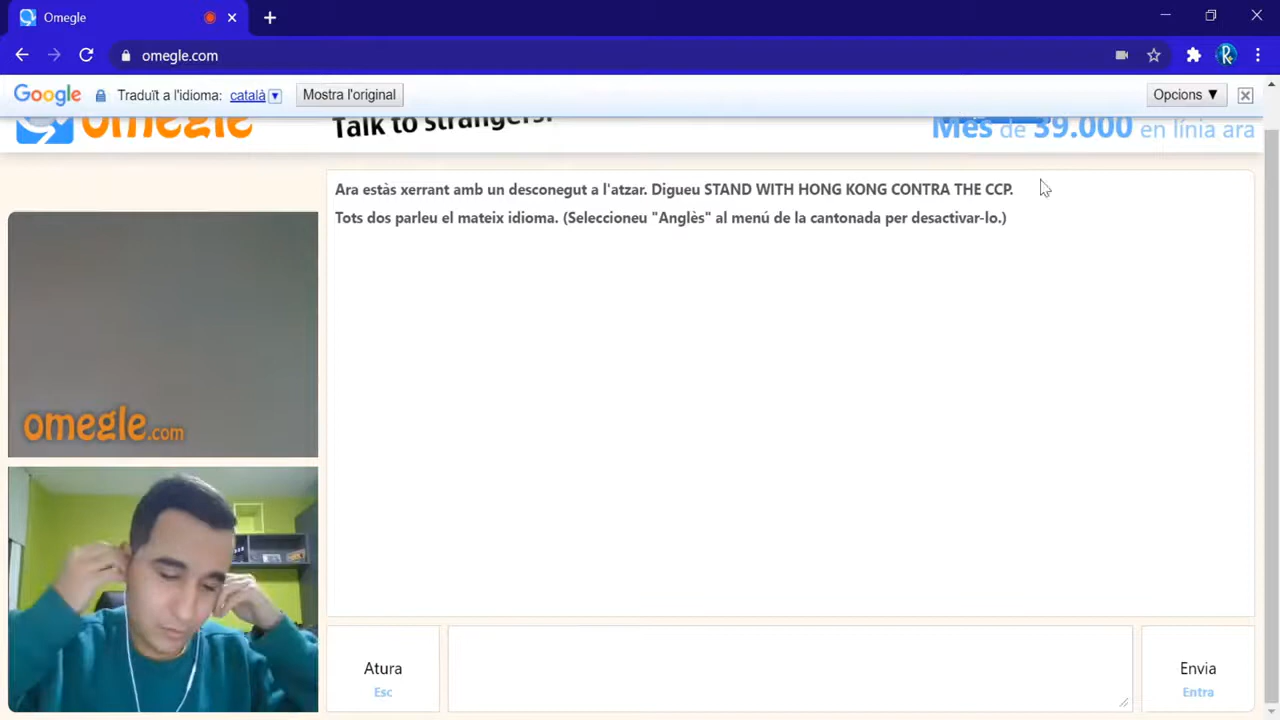 Omegle
omegle.com
Google Traduït a l'idioma: català Mostra l'original Opcions ▼
omegle Talk to strangers! Més de 39.000 en línia ara
Ara estàs xerrant amb un desconegut a l'atzar. Digueu STAND WITH HONG KONG CONTRA THE CCP.
Tots dos parleu el mateix idioma. (Seleccioneu "Anglès" al menú de la cantonada per desactivar-lo.)
omegle.com
Atura
Esc
Envia
Entra